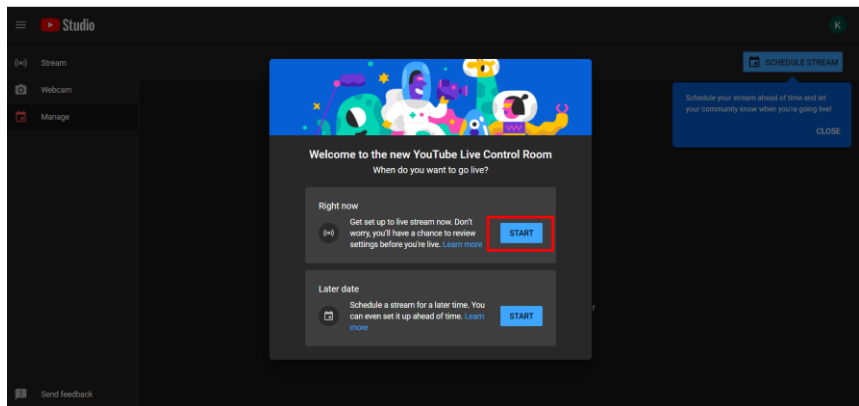 Studio
K
Stream
SCHEDULE STREAM
Webcam
Manage
Schedule your stream ahead of time and let
your community know when you're going live!
CLOSE
Welcome to the new YouTube Live Control Room
When do you want to go live?
Right now
Get set up to live stream now. Don't
worry, you'll have a chance to review
settings before you're live. Learn more
START
Later date
Schedule a stream for a later time. You
can even set it up ahead of time. Learn
more
START
r
Send feedback